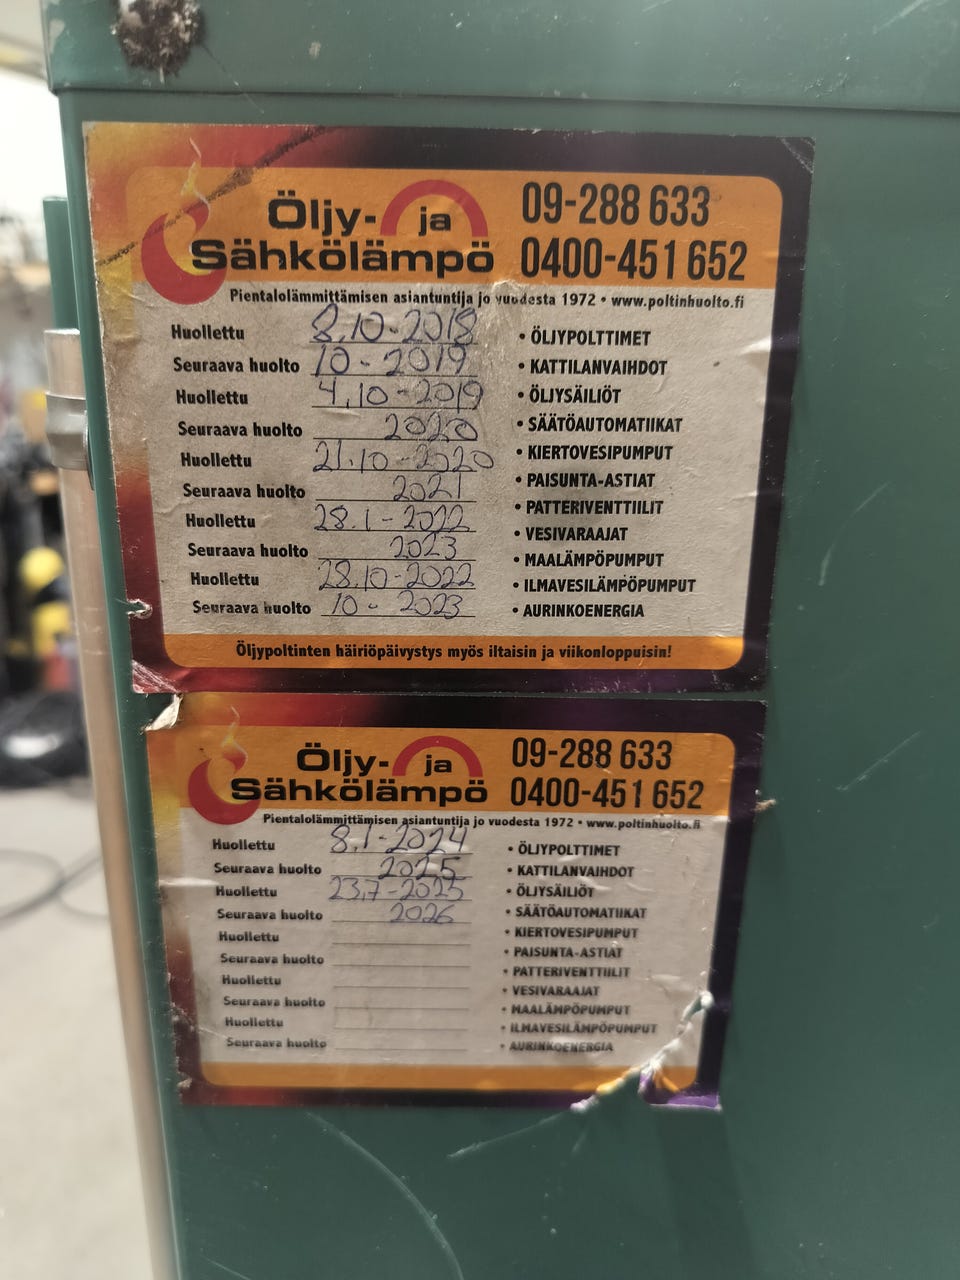 Öljy- ja
Sähkölämpö
09-288 633
0400-451 652
Pientalolämmittämisen asiantuntija jo vuodesta 1972 • www.poltinhuolto.fi
Huollettu 8.10-2018
Seuraava huolto 10-2019
Huollettu 4.10-2019
Seuraava huolto 2020
Huollettu 21.10-2020
Seuraava huolto 2021
Huollettu 28.1-2022
Seuraava huolto 2023
Huollettu 28.10-2022
Seuraava huolto 10-2023
• ÖLJYPOLTTIMET
• KATTILANVAIHDOT
• ÖLJYSÄILIÖT
• SÄÄTÖAUTOMATIIKAT
• KIERTOVESIPUMPUT
• PAISUNTA-ASTIAT
• PATTERIVENTTIILIT
• VESIVARAAJAT
• MAALÄMPÖPUMPUT
• ILMAVESILÄMPÖPUMPUT
• AURINKOENERGIA
Öljypoltinten häiriöpäivystys myös iltaisin ja viikonloppuisin!
Öljy- ja
Sähkölämpö
09-288 633
0400-451 652
Pientalolämmittämisen asiantuntija jo vuodesta 1972 • www.poltinhuolto.fi
Huollettu 8.1-2024
Seuraava huolto 2025
Huollettu 23.7-2025
Seuraava huolto 2026
Huollettu
Seuraava huolto
Huollettu
Seuraava huolto
Huollettu
Seuraava huolto
• ÖLJYPOLTTIMET
• KATTILANVAIHDOT
• ÖLJYSÄILIÖT
• SÄÄTÖAUTOMATIIKAT
• KIERTOVESIPUMPUT
• PAISUNTA-ASTIAT
• PATTERIVENTTIILIT
• VESIVARAAJAT
• MAALÄMPÖPUMPUT
• ILMAVESILÄMPÖPUMPUT
• AURINKOENERGIA